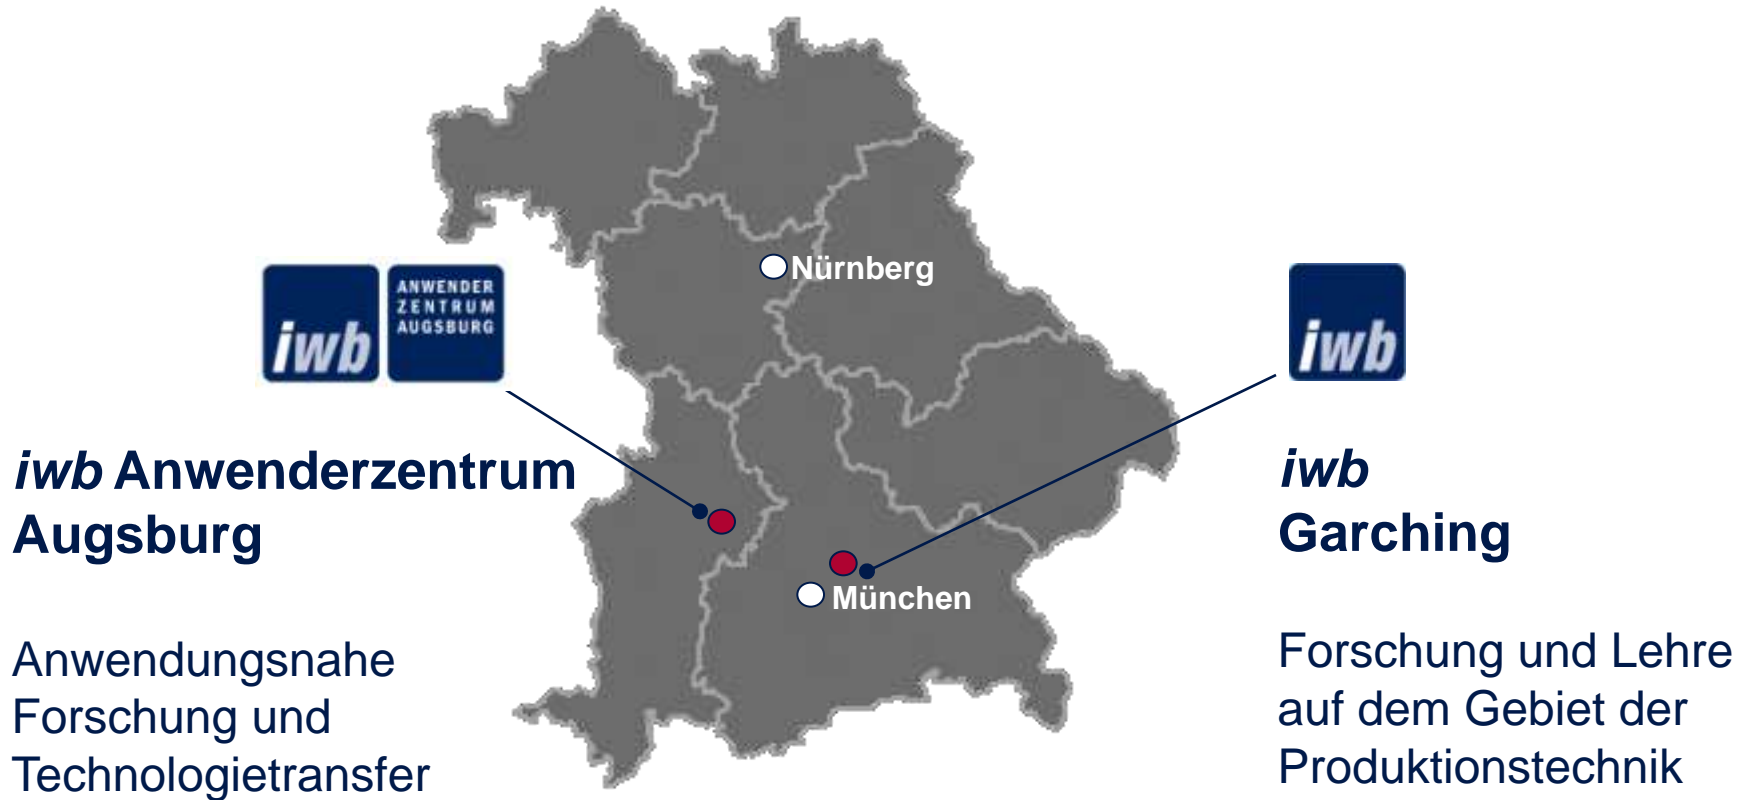 Nürnberg
iwb
ANWENDER
ZENTRUM
AUGSBURG
iwb
iwb Anwenderzentrum
Augsburg
iwb
Garching
München
Anwendungsnahe
Forschung und
Technologietransfer
Forschung und Lehre
auf dem Gebiet der
Produktionstechnik